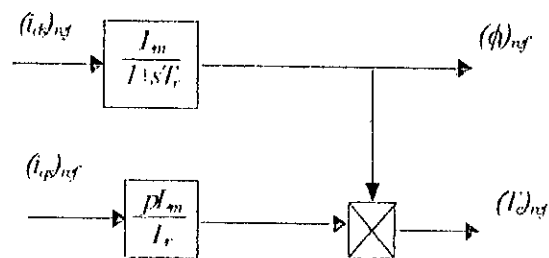 (i_ds)_ref
L_m
1+sT_r
(ϕ)_ref
(i_qs)_ref
pL_m
L_r
(T_e)_ref